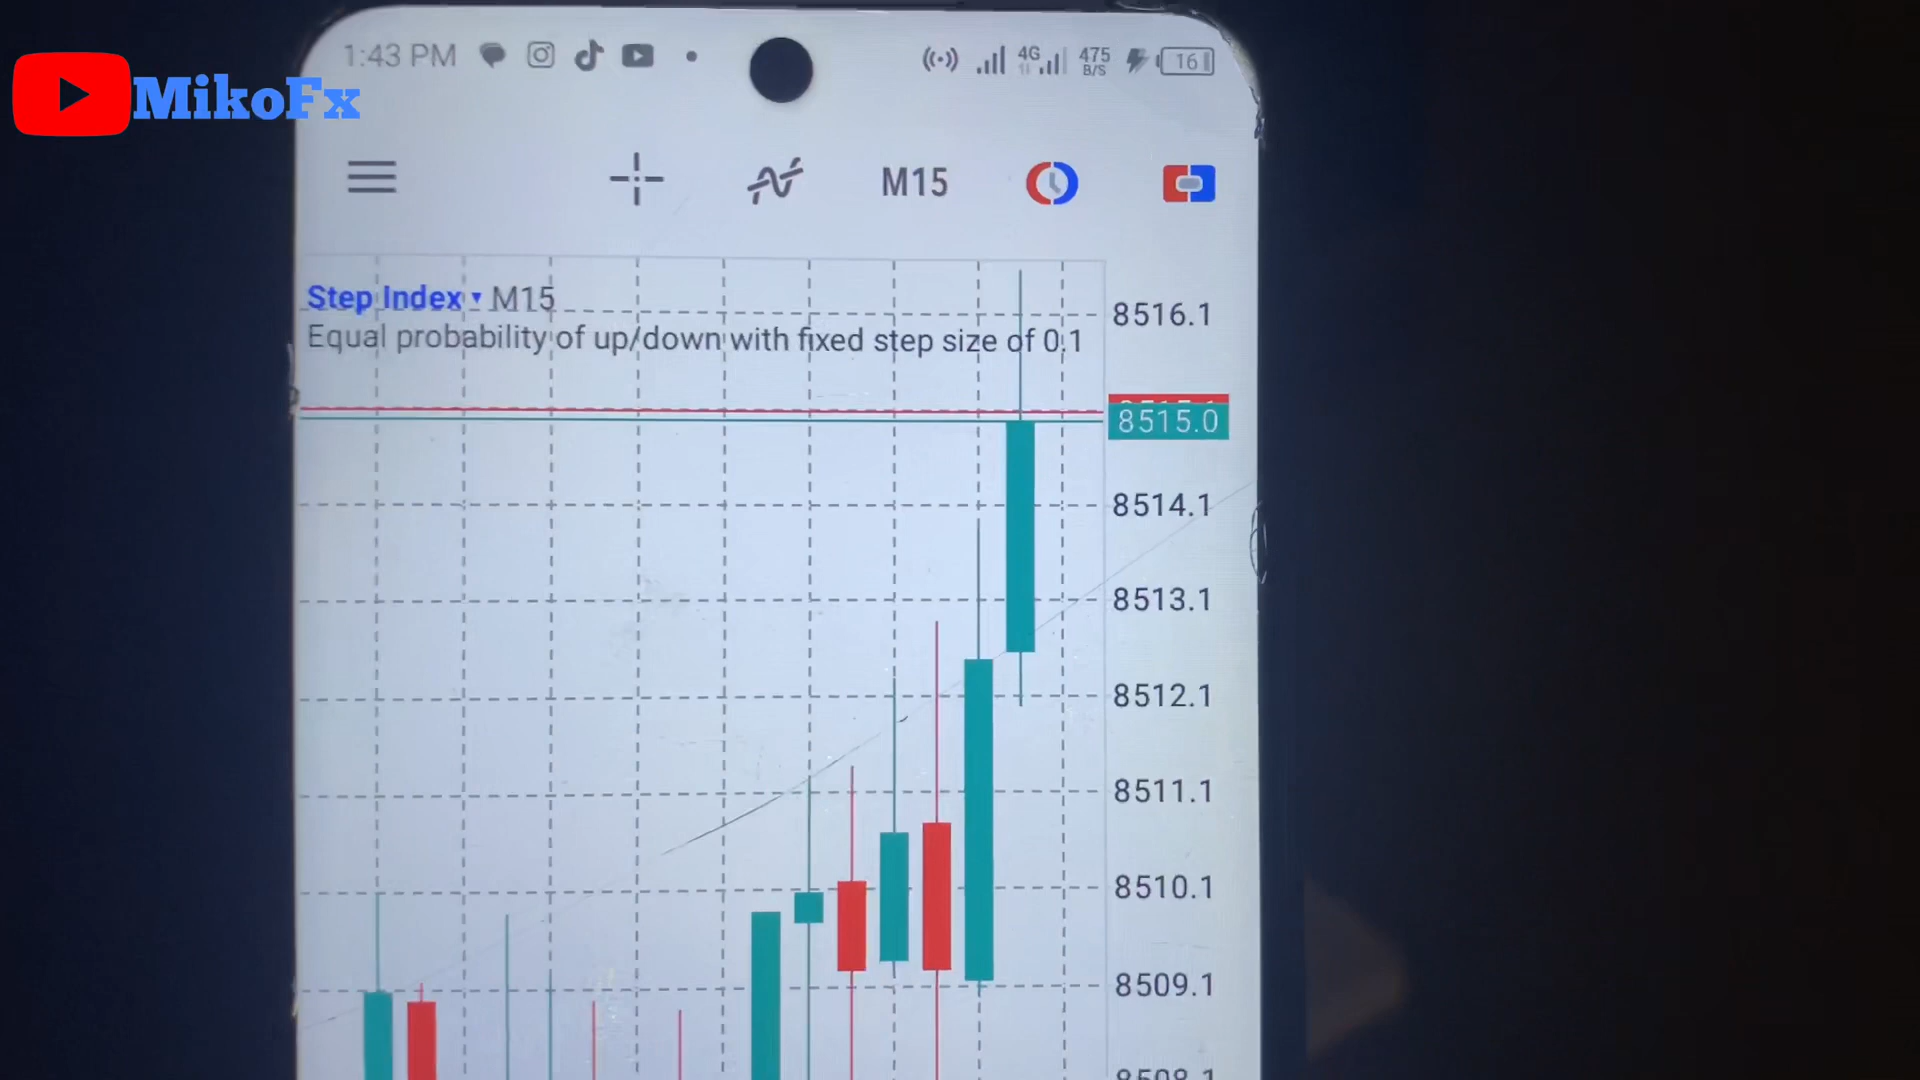 MikoFx
1:43 PM
4G
475 B/S
16
M15
Step Index ▾ M15
Equal probability of up/down with fixed step size of 0.1
8516.1
8515.0
8514.1
8513.1
8512.1
8511.1
8510.1
8509.1